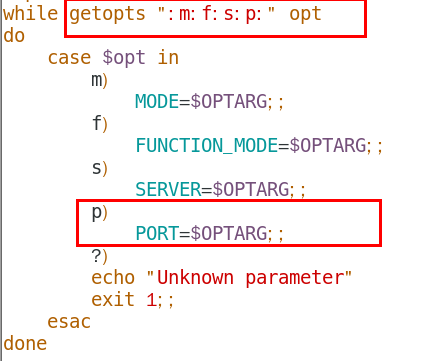 while getopts ":m:f:s:p:" opt
do
    case $opt in
        m)
            MODE=$OPTARG;;
        f)
            FUNCTION_MODE=$OPTARG;;
        s)
            SERVER=$OPTARG;;
        p)
            PORT=$OPTARG;;
        ?)
        echo "Unknown parameter"
        exit 1;;
    esac
done